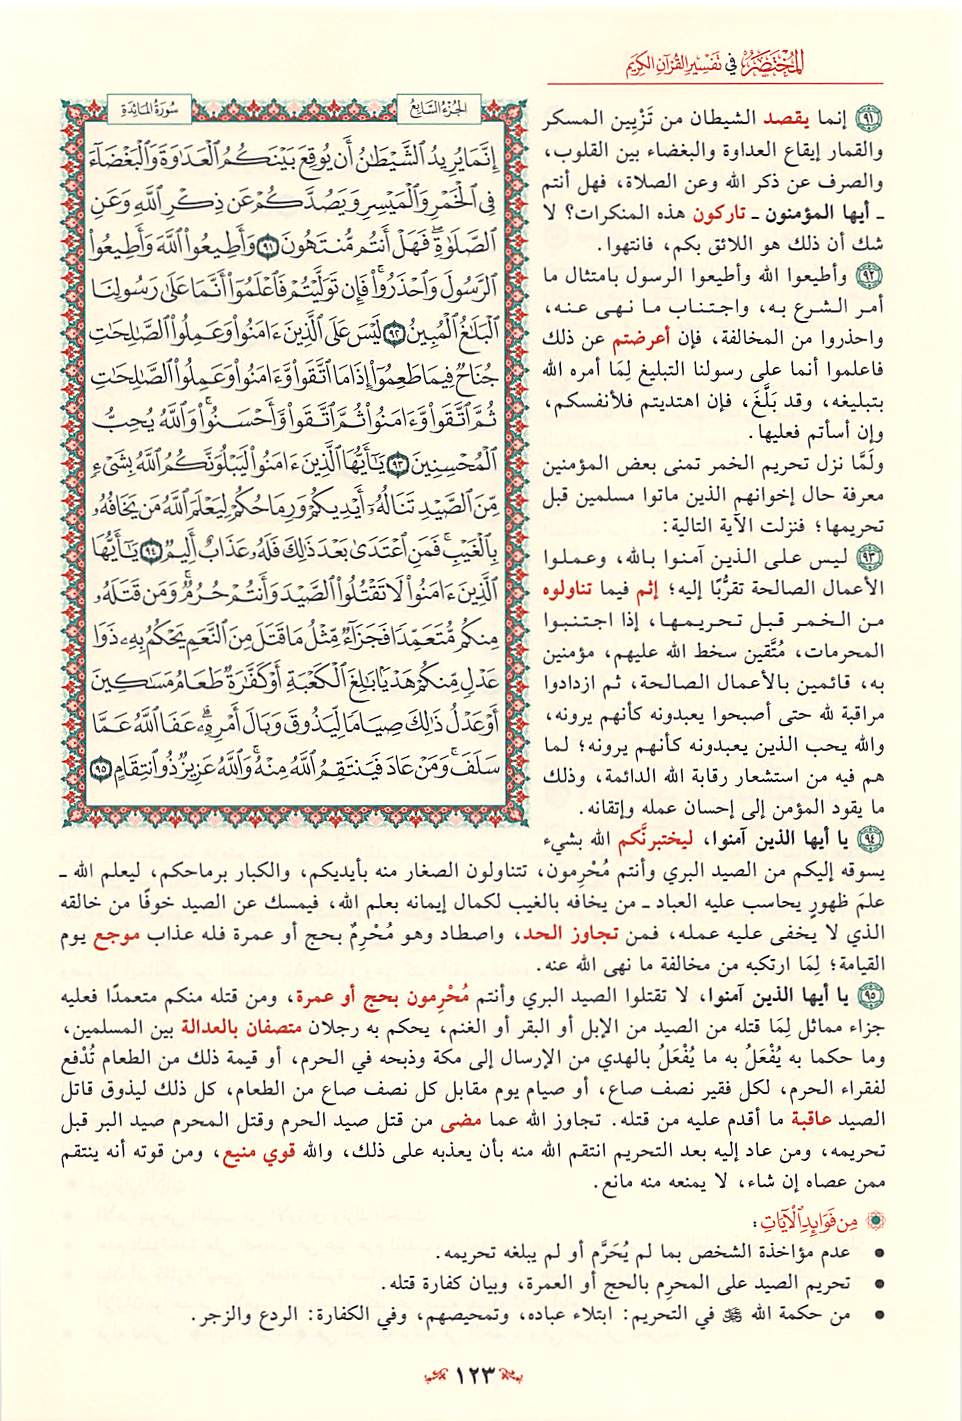 المُخْتَصَرُ في تَفْسِيرِ القُرْآنِ الكَرِيمِ
الجُزْءُ السَّابِعُ
سُورَةُ المَائِدَةِ
إِنَّمَا يُرِيدُ ٱلشَّيْطَٰنُ أَن يُوقِعَ بَيْنَكُمُ ٱلْعَدَٰوَةَ وَٱلْبَغْضَآءَ
فِي ٱلْخَمْرِ وَٱلْمَيْسِرِ وَيَصُدَّكُمْ عَن ذِكْرِ ٱللَّهِ وَعَنِ
ٱلصَّلَوٰةِۖ فَهَلْ أَنتُم مُّنتَهُونَ ٩١ وَأَطِيعُوا۟ ٱللَّهَ وَأَطِيعُوا۟
ٱلرَّسُولَ وَٱحْذَرُوا۟ۚ فَإِن تَوَلَّيْتُمْ فَٱعْلَمُوٓا۟ أَنَّمَا عَلَىٰ رَسُولِنَا
ٱلْبَلَٰغُ ٱلْمُبِينُ ٩٢ لَيْسَ عَلَى ٱلَّذِينَ ءَامَنُوا۟ وَعَمِلُوا۟ ٱلصَّٰلِحَٰتِ
جُنَاحٌ فِيمَا طَعِمُوٓا۟ إِذَا مَا ٱتَّقَوا۟ وَّءَامَنُوا۟ وَعَمِلُوا۟ ٱلصَّٰلِحَٰتِ
ثُمَّ ٱتَّقَوا۟ وَّءَامَنُوا۟ ثُمَّ ٱتَّقَوا۟ وَّأَحْسَنُوا۟ۗ وَٱللَّهُ يُحِبُّ
ٱلْمُحْسِنِينَ ٩٣ يَٰٓأَيُّهَا ٱلَّذِينَ ءَامَنُوا۟ لَيَبْلُوَنَّكُمُ ٱللَّهُ بِشَىْءٍ
مِّنَ ٱلصَّيْدِ تَنَالُهُۥٓ أَيْدِيكُمْ وَرِمَاحُكُمْ لِيَعْلَمَ ٱللَّهُ مَن يَخَافُهُۥ
بِٱلْغَيْبِۚ فَمَنِ ٱعْتَدَىٰ بَعْدَ ذَٰلِكَ فَلَهُۥ عَذَابٌ أَلِيمٌ ٩٤ يَٰٓأَيُّهَا
ٱلَّذِينَ ءَامَنُوا۟ لَا تَقْتُلُوا۟ ٱلصَّيْدَ وَأَنتُمْ حُرُمٌۚ وَمَن قَتَلَهُۥ
مِنكُم مُّتَعَمِّدًا فَجَزَآءٌ مِّثْلُ مَا قَتَلَ مِنَ ٱلنَّعَمِ يَحْكُمُ بِهِۦ ذَوَا
عَدْلٍ مِّنكُمْ هَدْيًۢا بَٰلِغَ ٱلْكَعْبَةِ أَوْ كَفَّٰرَةٌ طَعَامُ مَسَٰكِينَ
أَوْ عَدْلُ ذَٰلِكَ صِيَامًا لِّيَذُوقَ وَبَالَ أَمْرِهِۦۗ عَفَا ٱللَّهُ عَمَّا
سَلَفَۚ وَمَنْ عَادَ فَيَنتَقِمُ ٱللَّهُ مِنْهُۗ وَٱللَّهُ عَزِيزٌ ذُو ٱنتِقَامٍ ٩٥
٩١ إنما يقصد الشيطان من تَزْيِين المسكر
والقمار إيقاع العداوة والبغضاء بين القلوب،
والصرف عن ذكر الله وعن الصلاة، فهل أنتم
ـ أيها المؤمنون ـ تاركون هذه المنكرات؟ لا
شك أن ذلك هو اللائق بكم، فانتهوا.
٩٢ وأطيعوا الله وأطيعوا الرسول بامتثال ما
أمر الشرع به، واجتناب ما نهى عنه،
واحذروا من المخالفة، فإن أعرضتم عن ذلك
فاعلموا أنما على رسولنا التبليغ لِمَا أمره الله
بتبليغه، وقد بَلَّغَ، فإن اهتديتم فلأنفسكم،
وإن أسأتم فعليها.
ولَمَّا نزل تحريم الخمر تمنى بعض المؤمنين
معرفة حال إخوانهم الذين ماتوا مسلمين قبل
تحريمها؛ فنزلت الآية التالية:
٩٣ ليس على الذين آمنوا بالله، وعملوا
الأعمال الصالحة تقرُّبًا إليه؛ إثم فيما تناولوه
من الخمر قبل تحريمها، إذا اجتنبوا
المحرمات، مُتَّقين سخط الله عليهم، مؤمنين
به، قائمين بالأعمال الصالحة، ثم ازدادوا
مراقبة لله حتى أصبحوا يعبدونه كأنهم يرونه،
والله يحب الذين يعبدونه كأنهم يرونه؛ لما
هم فيه من استشعار رقابة الله الدائمة، وذلك
ما يقود المؤمن إلى إحسان عمله وإتقانه.
٩٤ يا أيها الذين آمنوا، ليختبرنَّكم الله بشيء
يسوقه إليكم من الصيد البري وأنتم مُحْرِمون، تتناولون الصغار منه بأيديكم، والكبار برماحكم، ليعلم الله ـ
علمَ ظهورٍ يحاسب عليه العباد ـ من يخافه بالغيب لكمال إيمانه بعلم الله، فيمسك عن الصيد خوفًا من خالقه
الذي لا يخفى عليه عمله، فمن تجاوز الحد، واصطاد وهو مُحْرِمٌ بحج أو عمرة فله عذاب موجع يوم
القيامة؛ لِمَا ارتكبه من مخالفة ما نهى الله عنه.
٩٥ يا أيها الذين آمنوا، لا تقتلوا الصيد البري وأنتم مُحْرِمون بحج أو عمرة، ومن قتله منكم متعمدًا فعليه
جزاء مماثل لِمَا قتله من الصيد من الإبل أو البقر أو الغنم، يحكم به رجلان متصفان بالعدالة بين المسلمين،
وما حكما به يُفْعَلُ به ما يُفْعَلُ بالهدي من الإرسال إلى مكة وذبحه في الحرم، أو قيمة ذلك من الطعام تُدْفع
لفقراء الحرم، لكل فقير نصف صاع، أو صيام يوم مقابل كل نصف صاع من الطعام، كل ذلك ليذوق قاتل
الصيد عاقبة ما أقدم عليه من قتله. تجاوز الله عما مضى من قتل صيد الحرم وقتل المحرم صيد البر قبل
تحريمه، ومن عاد إليه بعد التحريم انتقم الله منه بأن يعذبه على ذلك، والله قوي منيع، ومن قوته أنه ينتقم
ممن عصاه إن شاء، لا يمنعه منه مانع.
مِن فَوَائِدِ الآيَاتِ:
• عدم مؤاخذة الشخص بما لم يُحَرَّم أو لم يبلغه تحريمه.
• تحريم الصيد على المحرِم بالحج أو العمرة، وبيان كفارة قتله.
• من حكمة الله ﷻ في التحريم: ابتلاء عباده، وتمحيصهم، وفي الكفارة: الردع والزجر.
١٢٣